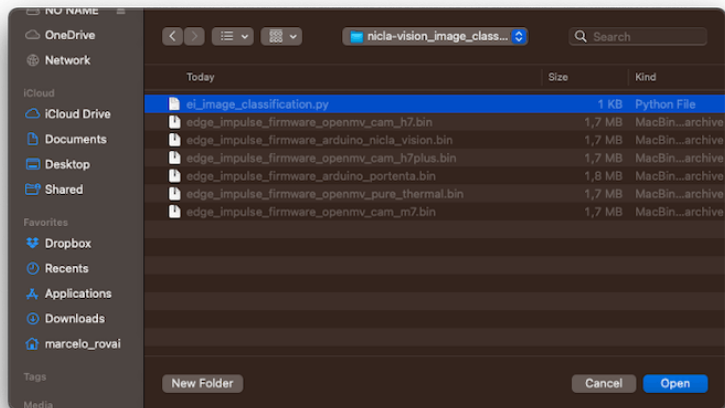 NO NAME
OneDrive
Network
iCloud
iCloud Drive
Documents
Desktop
Shared
Favorites
Dropbox
Recents
Applications
Downloads
marcelo_rovai
Tags
Media
nicla-vision_image_class...
Search
Today Size Kind
ei_image_classification.py 1 KB Python File
edge_impulse_firmware_openmv_cam_h7.bin 1,7 MB MacBin...archive
edge_impulse_firmware_arduino_nicla_vision.bin 1,7 MB MacBin...archive
edge_impulse_firmware_openmv_cam_h7plus.bin 1,7 MB MacBin...archive
edge_impulse_firmware_arduino_portenta.bin 1,8 MB MacBin...archive
edge_impulse_firmware_openmv_pure_thermal.bin 1,7 MB MacBin...archive
edge_impulse_firmware_openmv_cam_m7.bin 1,7 MB MacBin...archive
New Folder Cancel Open